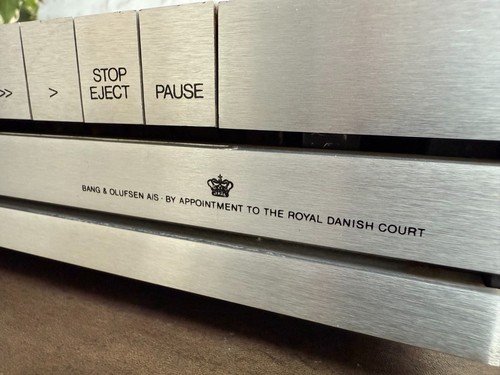 >> >
STOP
EJECT
PAUSE
BANG & OLUFSEN A/S · BY APPOINTMENT TO THE ROYAL DANISH COURT